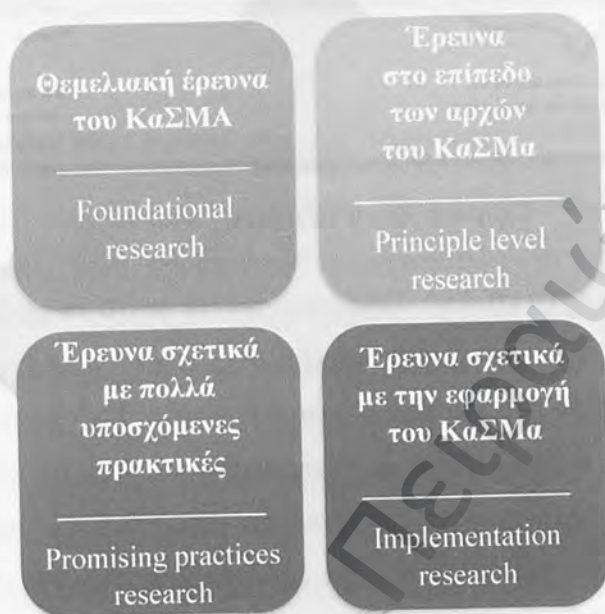 Θεμελιακή έρευνα
του ΚαΣΜΑ
Foundational
research
Έρευνα
στο επίπεδο
των αρχών
του ΚαΣΜα
Principle level
research
Έρευνα σχετικά
με πολλά
υποσχόμενες
πρακτικές
Promising practices
research
Έρευνα σχετικά
με την εφαρμογή
του ΚαΣΜα
Implementation
research